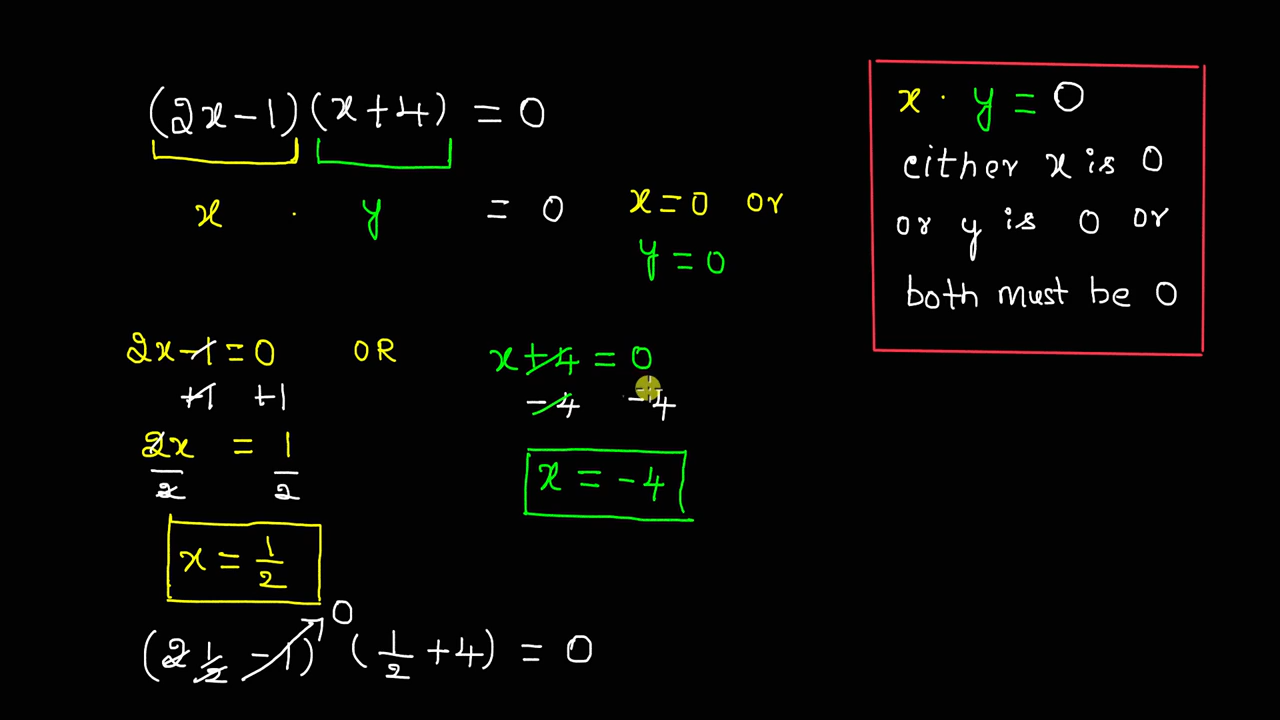 (2x-1)(x+4) = 0
x · y = 0
x=0 or
y=0
x · y = 0
either x is 0
or y is 0 or
both must be 0
2x-1=0 OR x+4=0
+1 +1 -4 -4
2x/2 = 1/2
x = -4
x = 1/2
0
(2 1/2 -1) (1/2 +4) = 0